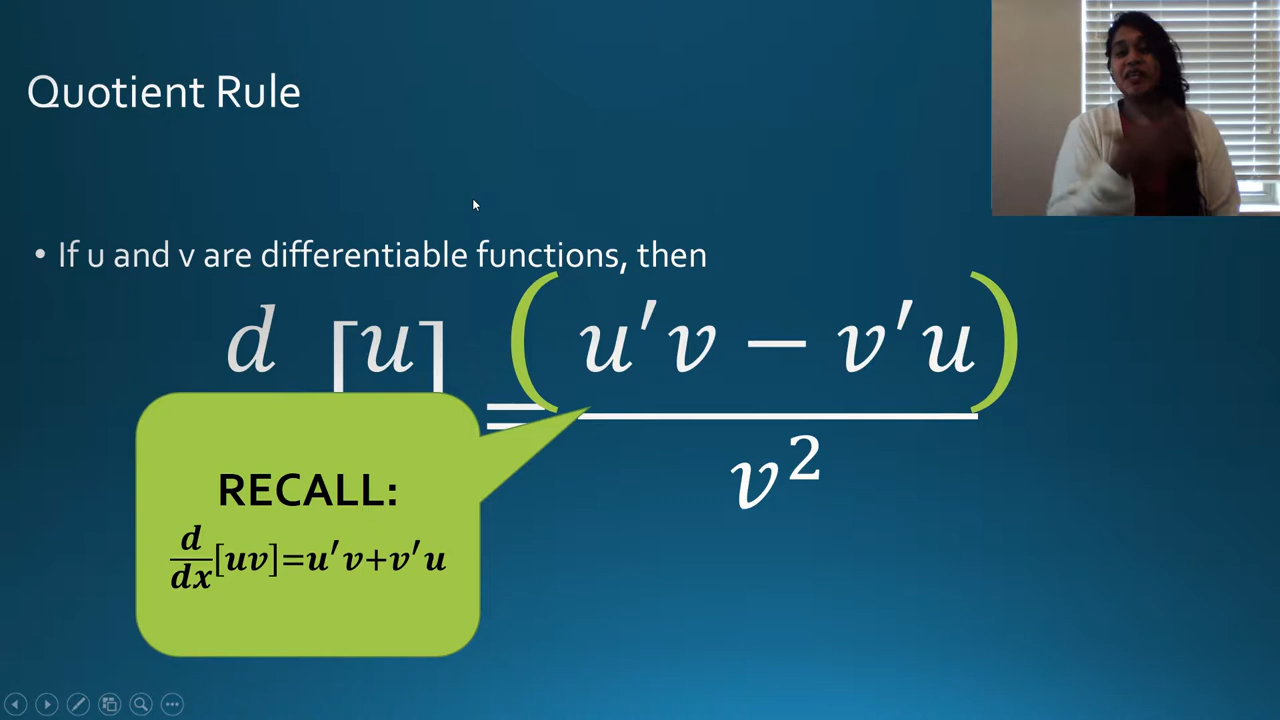 Quotient Rule
• If u and v are differentiable functions, then
d [u] = (u′v − v′u)
v²
RECALL:
d/dx[uv]=u′v+v′u